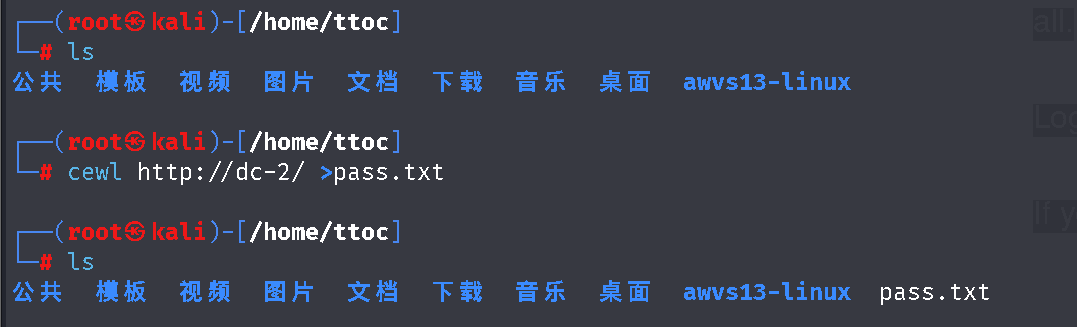 ┌──(root㉿kali)-[/home/ttoc]
└─# ls
公共  模板  视频  图片  文档  下载  音乐  桌面  awvs13-linux
┌──(root㉿kali)-[/home/ttoc]
└─# cewl http://dc-2/ >pass.txt
┌──(root㉿kali)-[/home/ttoc]
└─# ls
公共  模板  视频  图片  文档  下载  音乐  桌面  awvs13-linux  pass.txt
all.
Log
If y